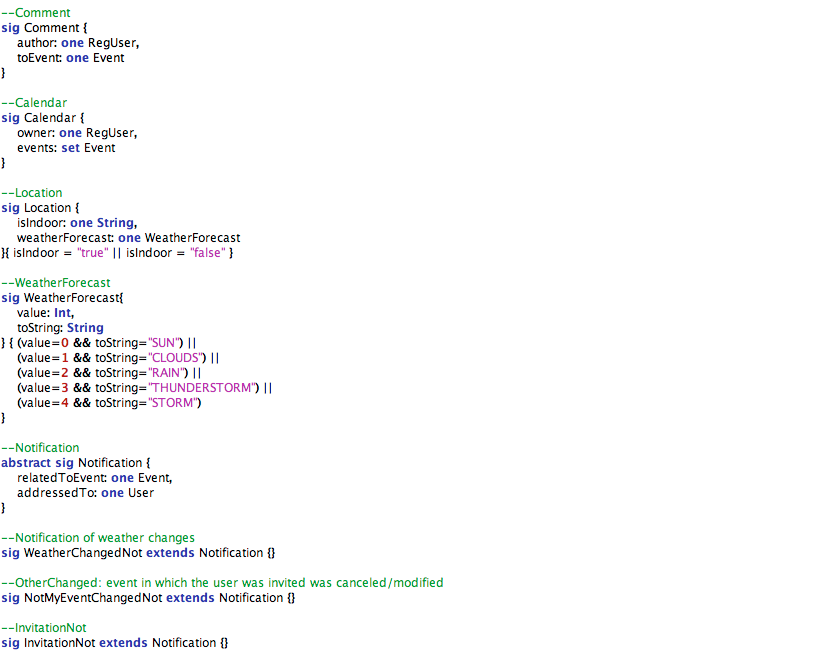 --Comment
sig Comment {
author: one RegUser,
toEvent: one Event
}
--Calendar
sig Calendar {
owner: one RegUser,
events: set Event
}
--Location
sig Location {
isIndoor: one String,
weatherForecast: one WeatherForecast
}{ isIndoor = "true" || isIndoor = "false" }
--WeatherForecast
sig WeatherForecast{
value: Int,
toString: String
} { (value=0 && toString="SUN") ||
(value=1 && toString="CLOUDS") ||
(value=2 && toString="RAIN") ||
(value=3 && toString="THUNDERSTORM") ||
(value=4 && toString="STORM")
}
--Notification
abstract sig Notification {
relatedToEvent: one Event,
addressedTo: one User
}
--Notification of weather changes
sig WeatherChangedNot extends Notification {}
--OtherChanged: event in which the user was invited was canceled/modified
sig NotMyEventChangedNot extends Notification {}
--InvitationNot
sig InvitationNot extends Notification {}